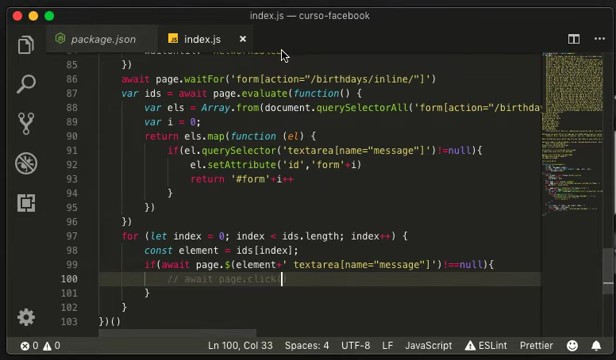 index.js — curso-facebook
package.json
JS index.js ×
85 })
86 await page.waitFor('form[action="/birthdays/inline/"]')
87 var ids = await page.evaluate(function() {
88 var els = Array.from(document.querySelectorAll('form[action="/birthda
89 var i = 0;
90 return els.map(function (el) {
91 if(el.querySelector('textarea[name="message"]')!=null){
92 el.setAttribute('id','form'+i)
93 return '#form'+i++
94 }
95 })
96 })
97 for (let index = 0; index < ids.length; index++) {
98 const element = ids[index];
99 if(await page.$(element+' textarea[name="message"]')!==null){
100 // await page.click()
101 }
102 }
103 })()
0 0 Ln 100, Col 33 Spaces: 4 UTF-8 LF JavaScript ESLint Prettier